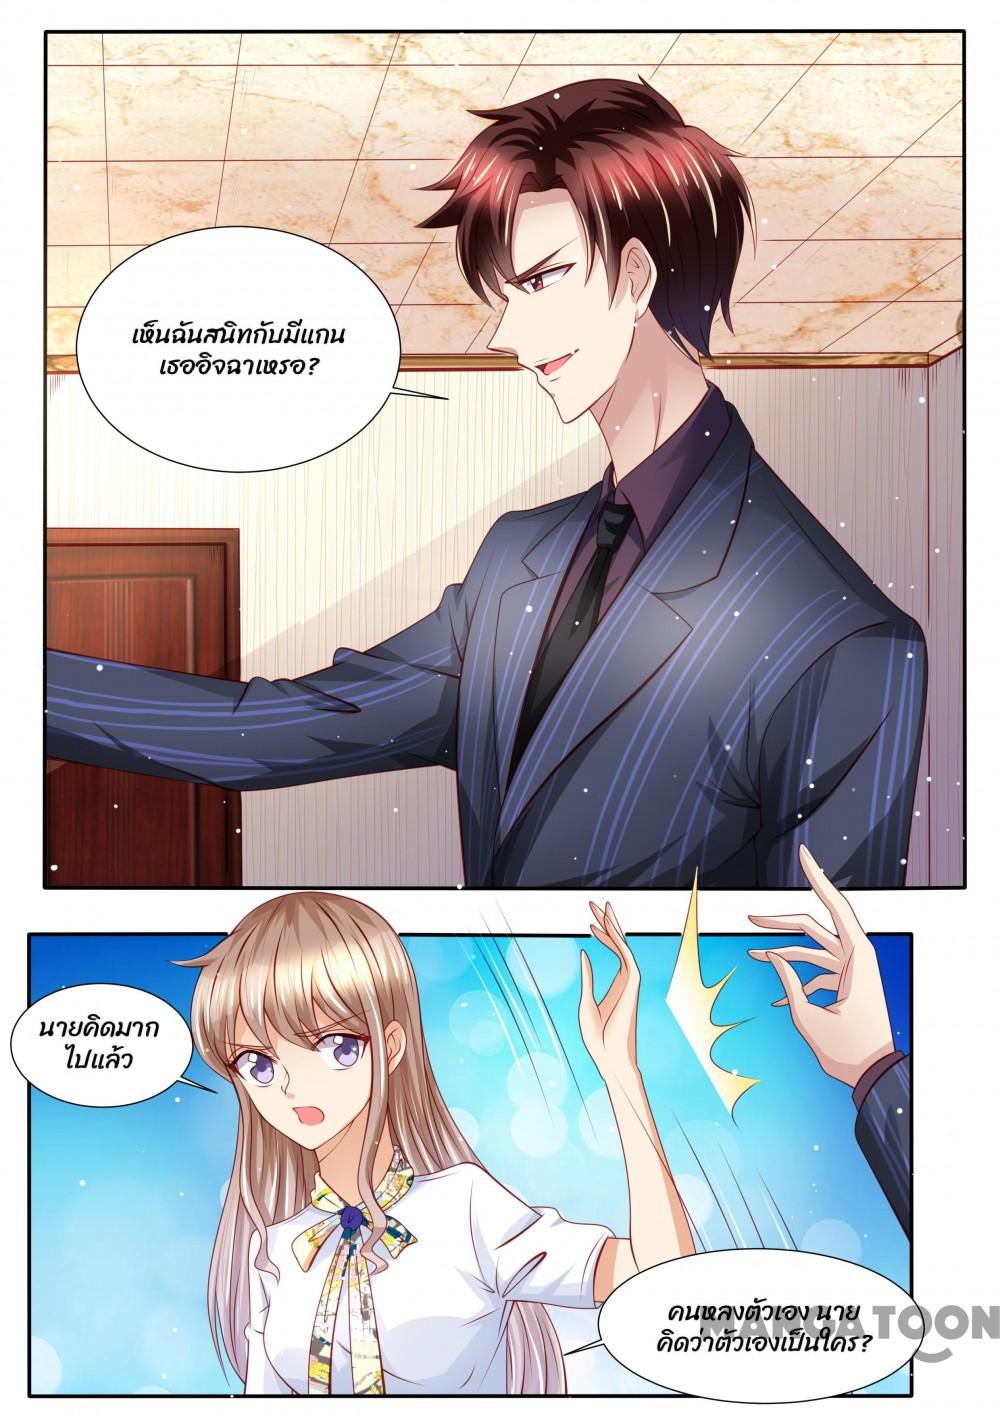 เห็นฉันสนิทกับมีแกน
เธออิจฉาเหรอ?
นายคิดมาก
ไปแล้ว
คนหลงตัวเอง นาย
คิดว่าตัวเองเป็นใคร?
MANGATOON